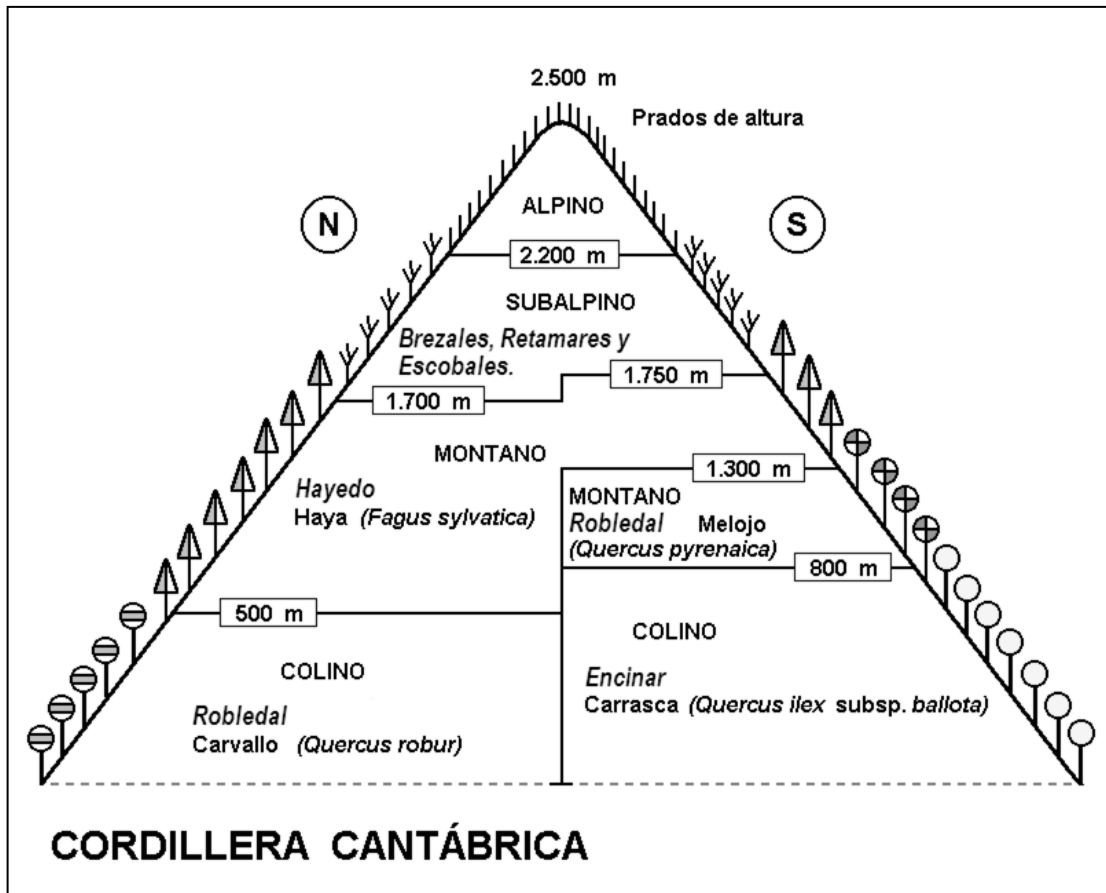 2.500 m
Prados de altura
N
S
ALPINO
2.200 m
SUBALPINO
Brezales, Retamares y
Escobales.
1.750 m
1.700 m
MONTANO
1.300 m
Hayedo
Haya (Fagus sylvatica)
MONTANO
Robledal Melojo
(Quercus pyrenaica)
800 m
500 m
COLINO
COLINO
Encinar
Carrasca (Quercus ilex subsp. ballota)
Robledal
Carvallo (Quercus robur)
CORDILLERA CANTÁBRICA